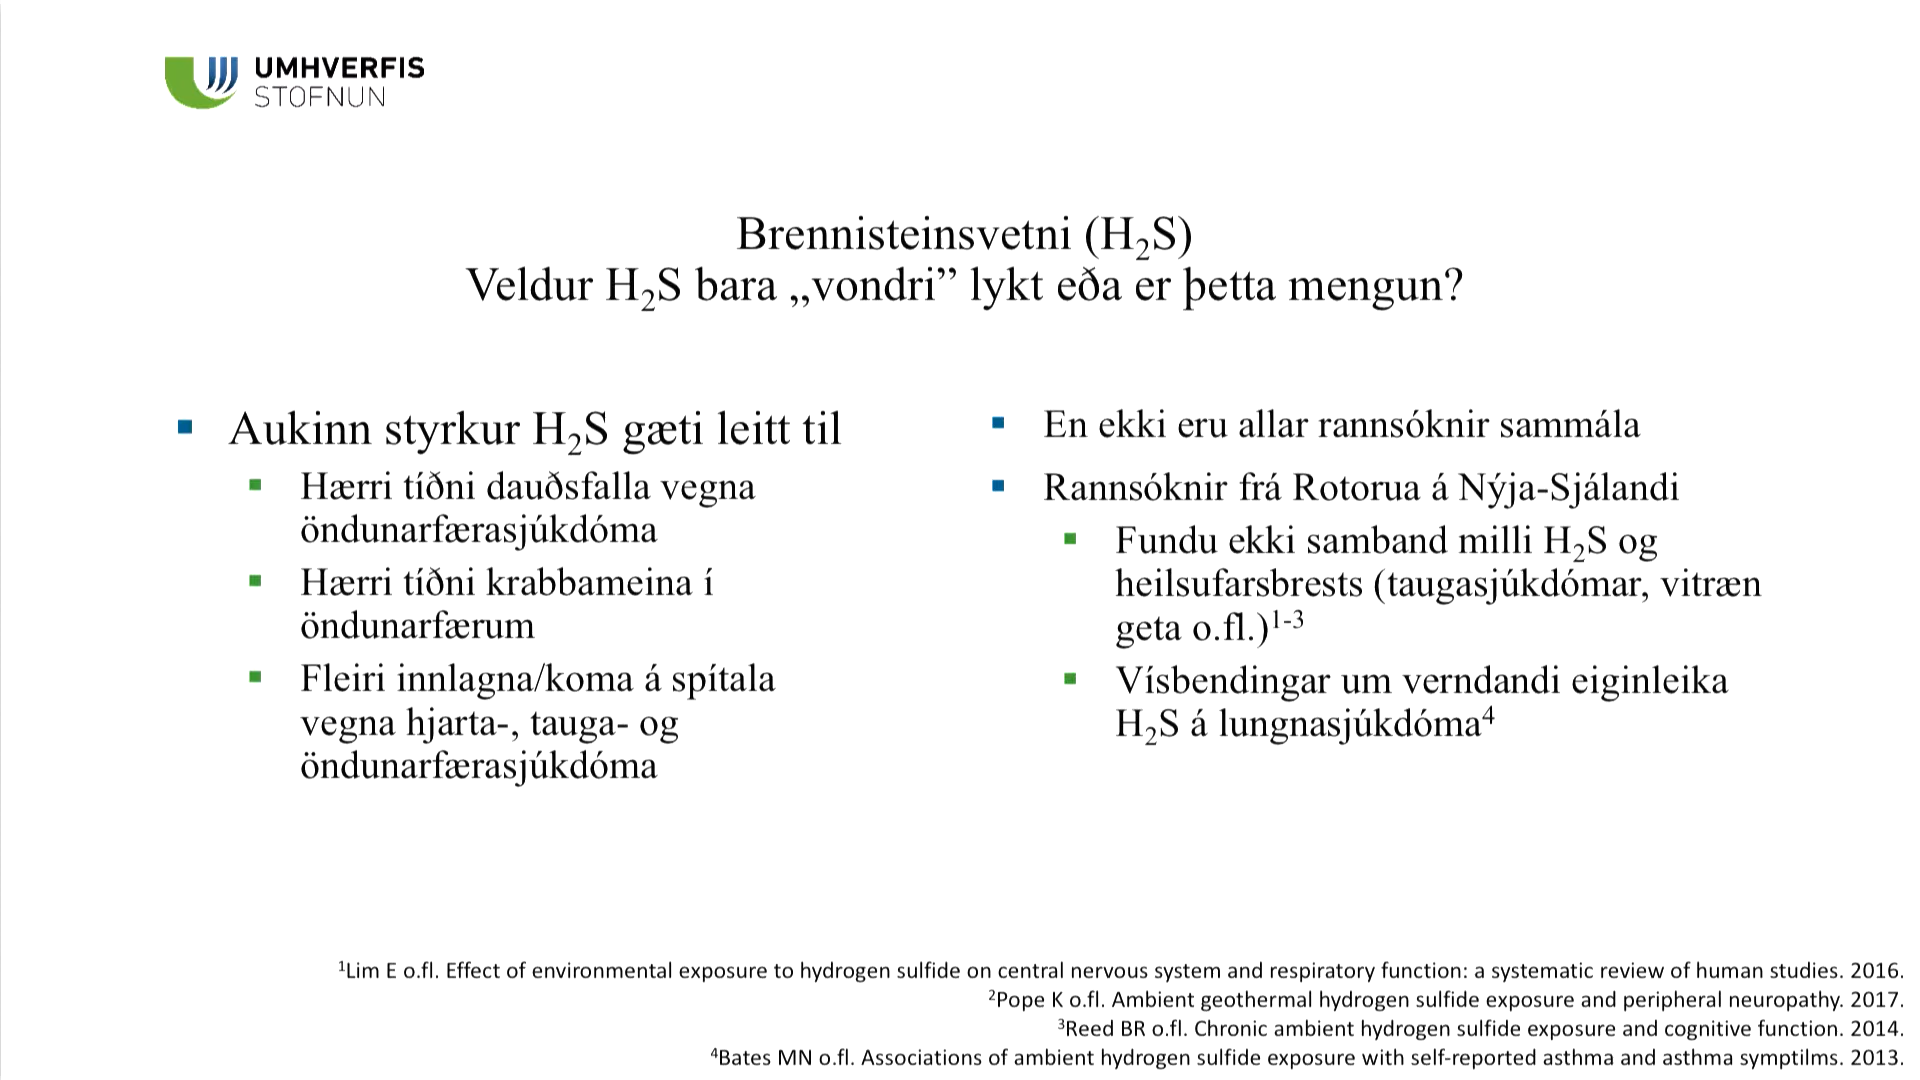 UMHVERFIS
STOFNUN
Brennisteinsvetni (H₂S)
Veldur H₂S bara „vondri” lykt eða er þetta mengun?
Aukinn styrkur H₂S gæti leitt til
Hærri tíðni dauðsfalla vegna
öndunarfærasjúkdóma
Hærri tíðni krabbameina í
öndunarfærum
Fleiri innlagna/koma á spítala
vegna hjarta-, tauga- og
öndunarfærasjúkdóma
En ekki eru allar rannsóknir sammála
Rannsóknir frá Rotorua á Nýja-Sjálandi
Fundu ekki samband milli H₂S og
heilsufarsbrests (taugasjúkdómar, vitræn
geta o.fl.)¹⁻³
Vísbendingar um verndandi eiginleika
H₂S á lungnasjúkdóma⁴
¹Lim E o.fl. Effect of environmental exposure to hydrogen sulfide on central nervous system and respiratory function: a systematic review of human studies. 2016.
²Pope K o.fl. Ambient geothermal hydrogen sulfide exposure and peripheral neuropathy. 2017.
³Reed BR o.fl. Chronic ambient hydrogen sulfide exposure and cognitive function. 2014.
⁴Bates MN o.fl. Associations of ambient hydrogen sulfide exposure with self-reported asthma and asthma symptilms. 2013.